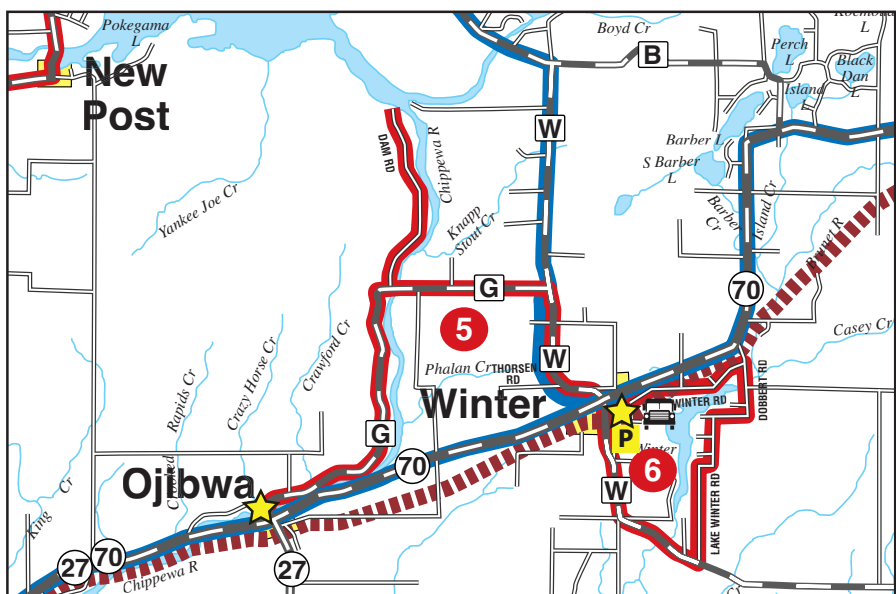 Pokegama
L
New
Post
Boyd Cr
B
Perch
L
L
Black
Dan
L
Island
L
W
DAM RD
Chippewa R
Barber L
S Barber
L
Yankee Joe Cr
Knapp
Stout Cr
Barber
Cr
Island Cr
Brunet R
G
70
5
Casey Cr
W
Phalan Cr
THORSEN
RD
Crawford Cr
Crazy Horse Cr
Rapids Cr
Crooked
Winter
WINTER RD
DOBBERT RD
P
Winter
G
70
6
W
LAKE WINTER RD
Ojibwa
King Cr
27
70
Chippewa R
27
Cr